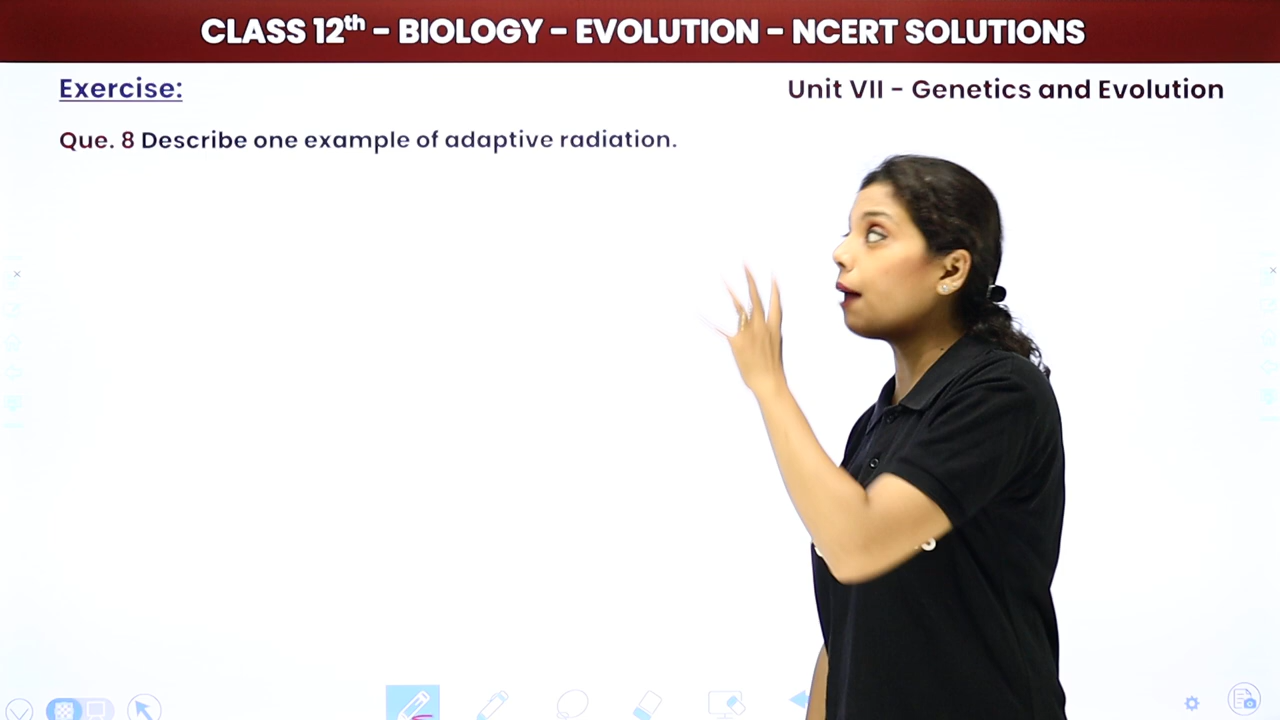 CLASS 12th - BIOLOGY - EVOLUTION - NCERT SOLUTIONS
Exercise:
Unit VII - Genetics and Evolution
Que. 8 Describe one example of adaptive radiation.